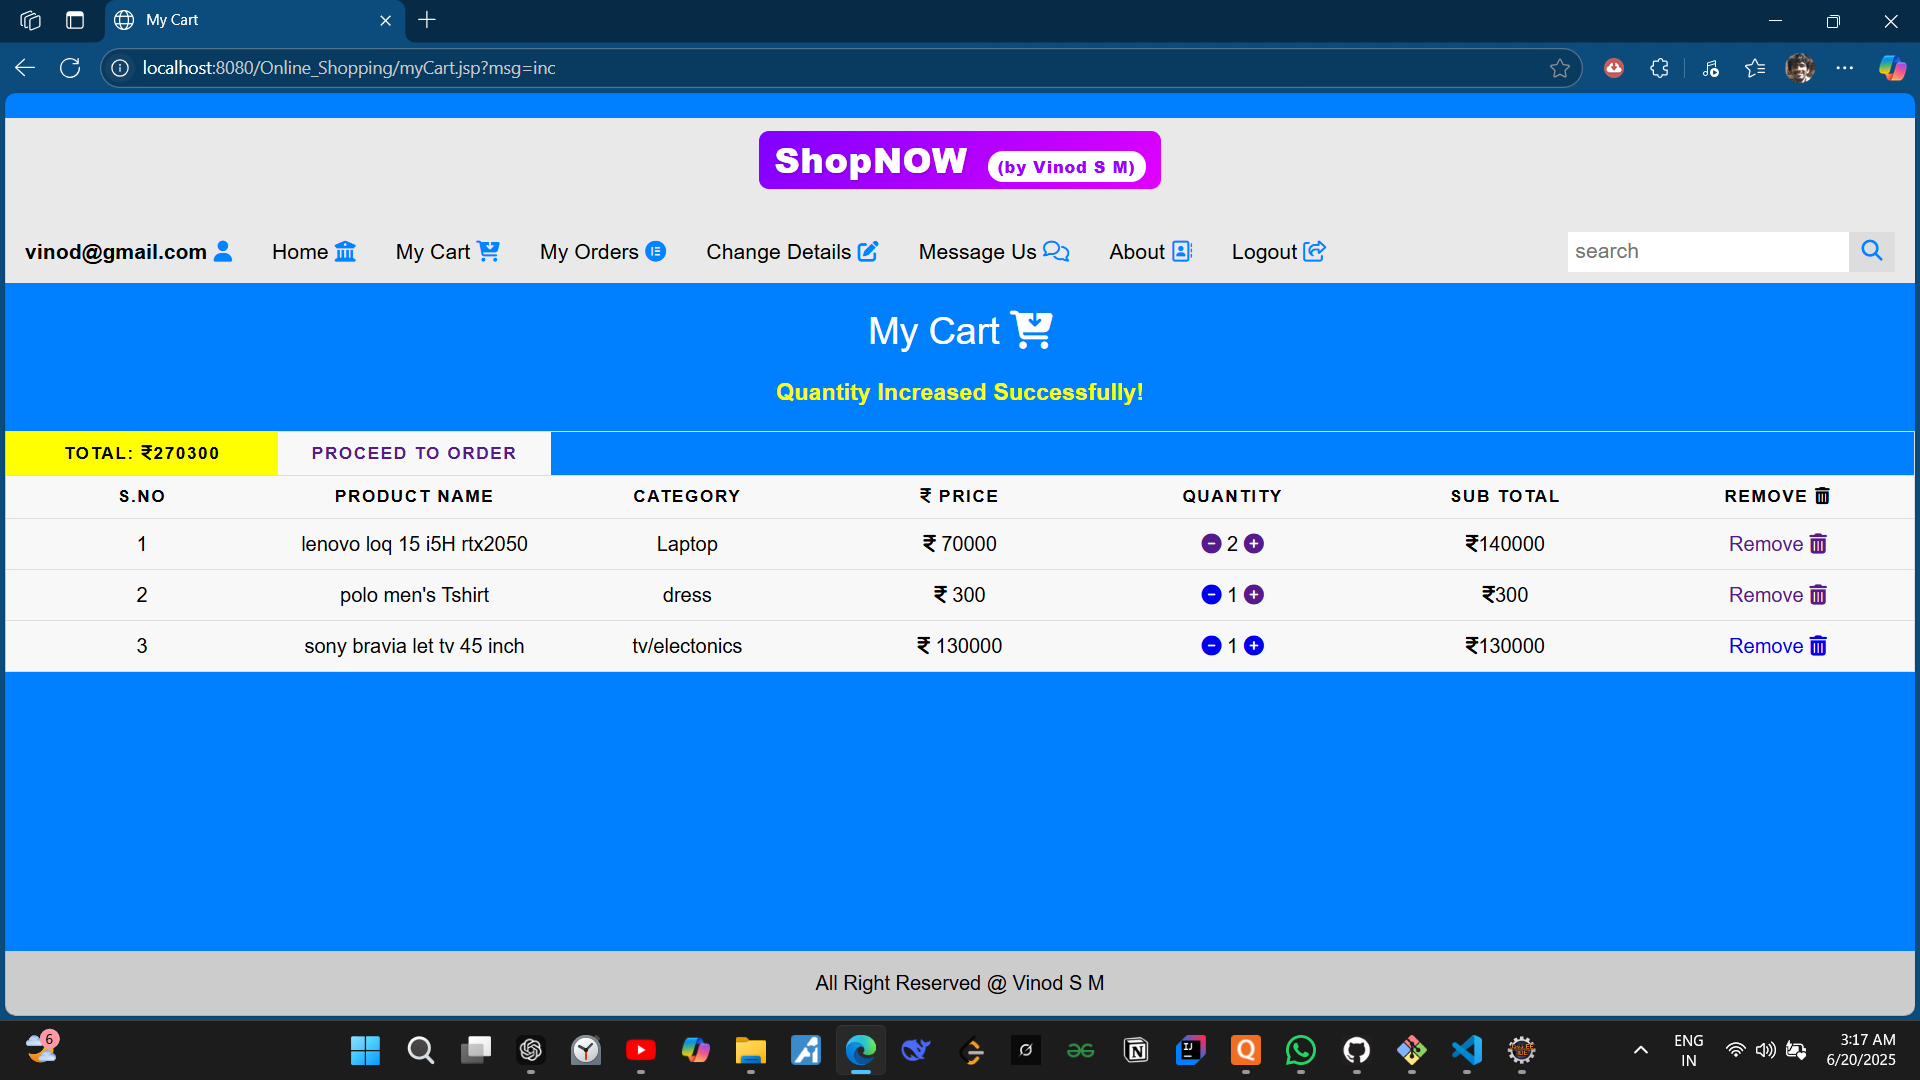 My Cart
localhost:8080/Online_Shopping/myCart.jsp?msg=inc
ShopNOW (by Vinod S M)
vinod@gmail.com Home My Cart My Orders Change Details Message Us About Logout search
My Cart
Quantity Increased Successfully!
TOTAL: ₹270300 PROCEED TO ORDER
S.NO PRODUCT NAME CATEGORY ₹ PRICE QUANTITY SUB TOTAL REMOVE
1 lenovo loq 15 i5H rtx2050 Laptop ₹ 70000 2 ₹140000 Remove
2 polo men's Tshirt dress ₹ 300 1 ₹300 Remove
3 sony bravia let tv 45 inch tv/electonics ₹ 130000 1 ₹130000 Remove
All Right Reserved @ Vinod S M
6
ENG 3:17 AM
IN 6/20/2025